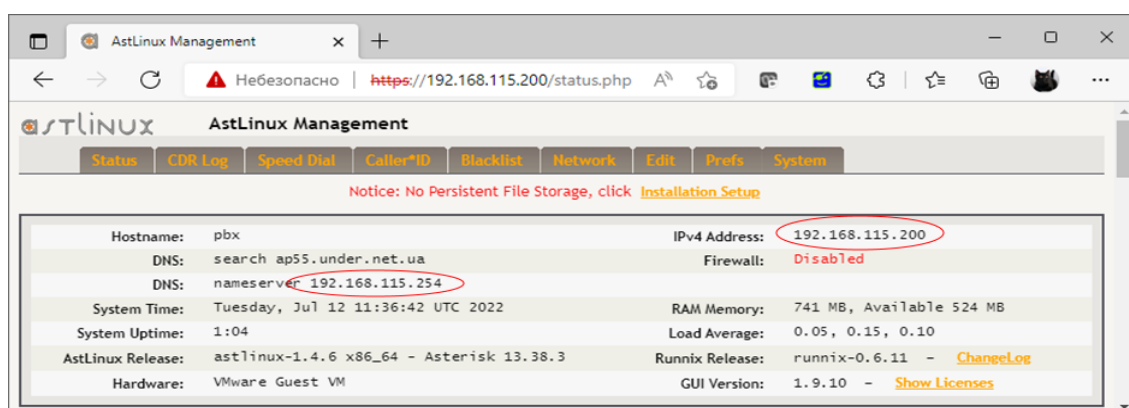 AstLinux Management
Небезопасно | https://192.168.115.200/status.php
astlinux AstLinux Management
Status CDR Log Speed Dial Caller*ID Blacklist Network Edit Prefs System
Notice: No Persistent File Storage, click Installation Setup
Hostname: pbx IPv4 Address: 192.168.115.200
DNS: search ap55.under.net.ua Firewall: Disabled
DNS: nameserver 192.168.115.254
System Time: Tuesday, Jul 12 11:36:42 UTC 2022 RAM Memory: 741 MB, Available 524 MB
System Uptime: 1:04 Load Average: 0.05, 0.15, 0.10
AstLinux Release: astlinux-1.4.6 x86_64 - Asterisk 13.38.3 Runnix Release: runnix-0.6.11 - ChangeLog
Hardware: VMware Guest VM GUI Version: 1.9.10 - Show Licenses